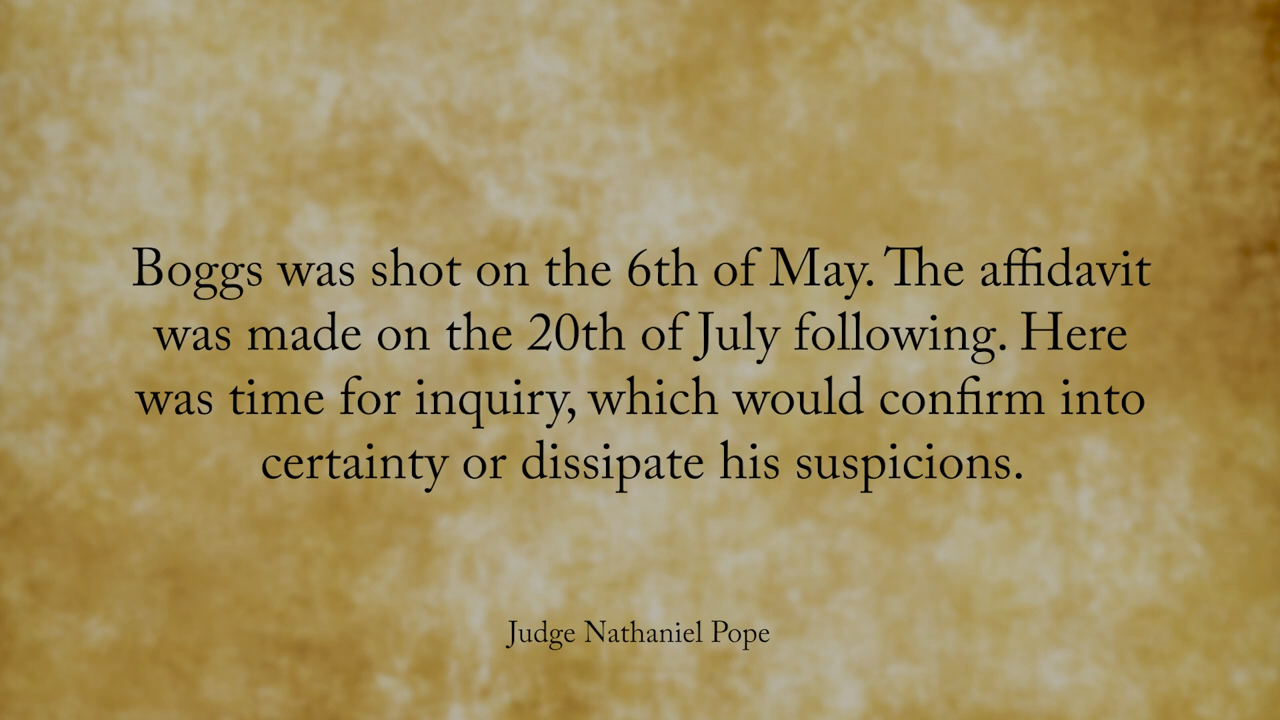 Boggs was shot on the 6th of May. The affidavit
was made on the 20th of July following. Here
was time for inquiry, which would confirm into
certainty or dissipate his suspicions.
Judge Nathaniel Pope